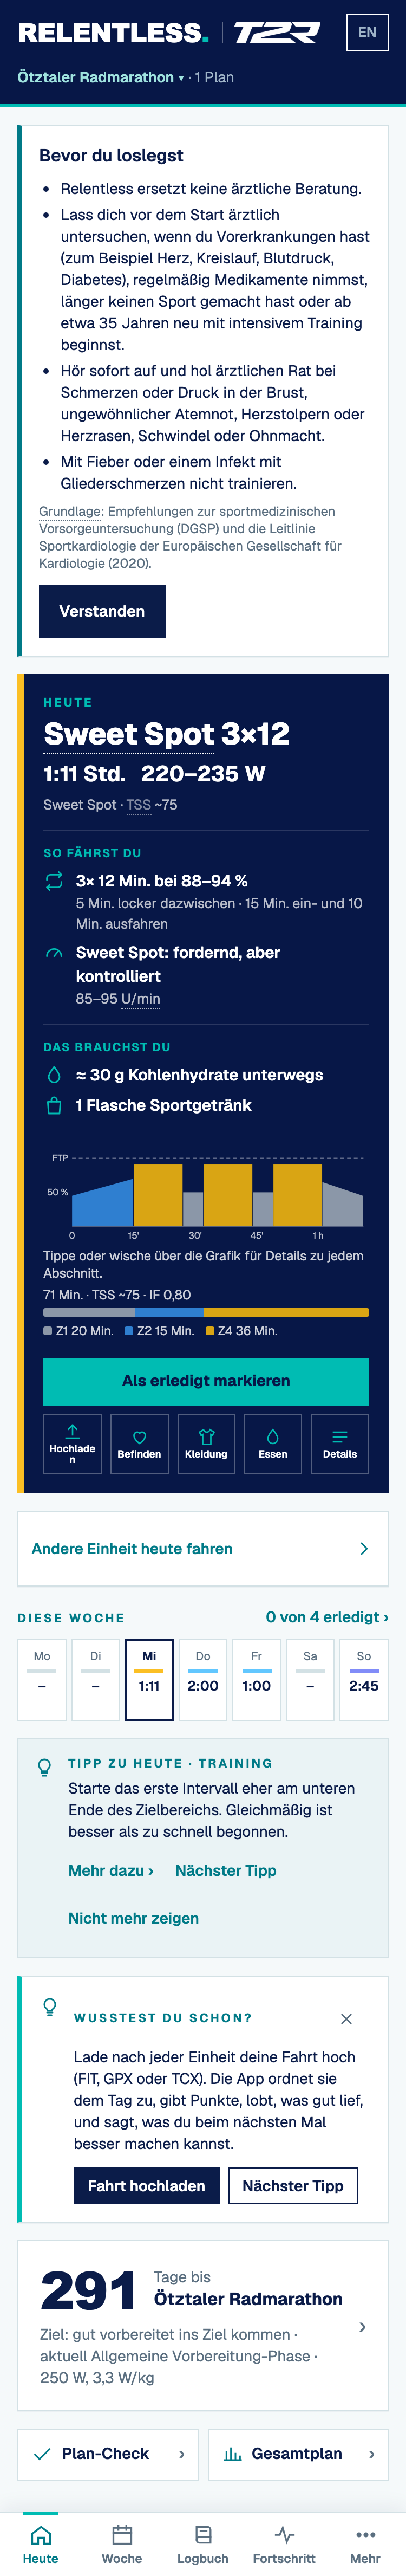 RELENTLESS. T2R EN
Ötztaler Radmarathon ▾ · 1 Plan
Bevor du loslegst
• Relentless ersetzt keine ärztliche Beratung.
• Lass dich vor dem Start ärztlich
untersuchen, wenn du Vorerkrankungen hast
(zum Beispiel Herz, Kreislauf, Blutdruck,
Diabetes), regelmäßig Medikamente nimmst,
länger keinen Sport gemacht hast oder ab
etwa 35 Jahren neu mit intensivem Training
beginnst.
• Hör sofort auf und hol ärztlichen Rat bei
Schmerzen oder Druck in der Brust,
ungewöhnlicher Atemnot, Herzstolpern oder
Herzrasen, Schwindel oder Ohnmacht.
• Mit Fieber oder einem Infekt mit
Gliederschmerzen nicht trainieren.
Grundlage: Empfehlungen zur sportmedizinischen
Vorsorgeuntersuchung (DGSP) und die Leitlinie
Sportkardiologie der Europäischen Gesellschaft für
Kardiologie (2020).
Verstanden
HEUTE
Sweet Spot 3×12
1:11 Std. 220–235 W
Sweet Spot · TSS ~75
SO FÄHRST DU
3× 12 Min. bei 88–94 %
5 Min. locker dazwischen · 15 Min. ein- und 10
Min. ausfahren
Sweet Spot: fordernd, aber
kontrolliert
85–95 U/min
DAS BRAUCHST DU
≈ 30 g Kohlenhydrate unterwegs
1 Flasche Sportgetränk
FTP
50 %
0 15' 30' 45' 1 h
Tippe oder wische über die Grafik für Details zu jedem
Abschnitt.
71 Min. · TSS ~75 · IF 0,80
Z1 20 Min. Z2 15 Min. Z4 36 Min.
Als erledigt markieren
Hochlade
n
Befinden
Kleidung
Essen
Details
Andere Einheit heute fahren ›
DIESE WOCHE 0 von 4 erledigt ›
Mo Di Mi Do Fr Sa So
– – 1:11 2:00 1:00 – 2:45
TIPP ZU HEUTE · TRAINING
Starte das erste Intervall eher am unteren
Ende des Zielbereichs. Gleichmäßig ist
besser als zu schnell begonnen.
Mehr dazu › Nächster Tipp
Nicht mehr zeigen
WUSSTEST DU SCHON? ×
Lade nach jeder Einheit deine Fahrt hoch
(FIT, GPX oder TCX). Die App ordnet sie
dem Tag zu, gibt Punkte, lobt, was gut lief,
und sagt, was du beim nächsten Mal
besser machen kannst.
Fahrt hochladen Nächster Tipp
291 Tage bis
Ötztaler Radmarathon
Ziel: gut vorbereitet ins Ziel kommen ·
aktuell Allgemeine Vorbereitung-Phase ·
250 W, 3,3 W/kg
›
Plan-Check › Gesamtplan ›
Heute Woche Logbuch Fortschritt Mehr